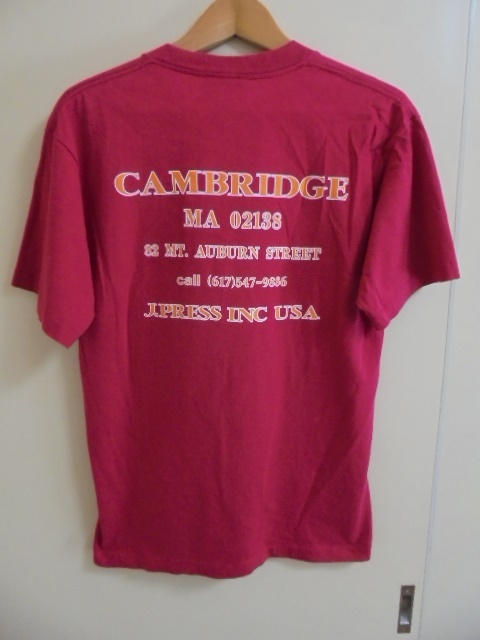 CAMBRIDGE
MA 02138
82 MT. AUBURN STREET
call (617)547-9886
J.PRESS INC USA